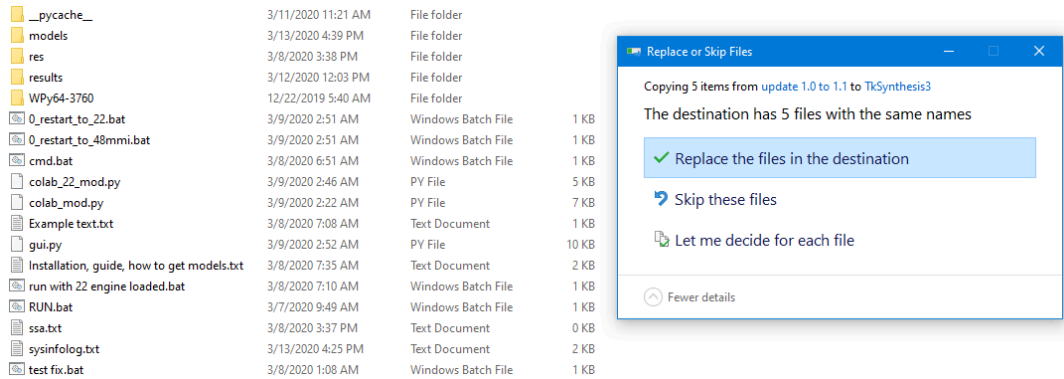 __pycache__ 3/11/2020 11:21 AM File folder
models 3/13/2020 4:39 PM File folder
res 3/8/2020 3:38 PM File folder
results 3/12/2020 12:03 PM File folder
WPy64-3760 12/22/2019 5:40 AM File folder
0_restart_to_22.bat 3/9/2020 2:51 AM Windows Batch File 1 KB
0_restart_to_48mmi.bat 3/9/2020 2:51 AM Windows Batch File 1 KB
cmd.bat 3/8/2020 6:51 AM Windows Batch File 1 KB
colab_22_mod.py 3/9/2020 2:46 AM PY File 5 KB
colab_mod.py 3/9/2020 2:22 AM PY File 7 KB
Example text.txt 3/8/2020 7:08 AM Text Document 1 KB
gui.py 3/9/2020 2:52 AM PY File 10 KB
Installation, guide, how to get models.txt 3/8/2020 7:35 AM Text Document 2 KB
run with 22 engine loaded.bat 3/8/2020 7:10 AM Windows Batch File 1 KB
RUN.bat 3/7/2020 9:49 AM Windows Batch File 1 KB
ssa.txt 3/8/2020 3:37 PM Text Document 0 KB
sysinfolog.txt 3/13/2020 4:25 PM Text Document 2 KB
test fix.bat 3/8/2020 1:08 AM Windows Batch File 1 KB
Replace or Skip Files
Copying 5 items from update 1.0 to 1.1 to TkSynthesis3
The destination has 5 files with the same names
Replace the files in the destination
Skip these files
Let me decide for each file
Fewer details